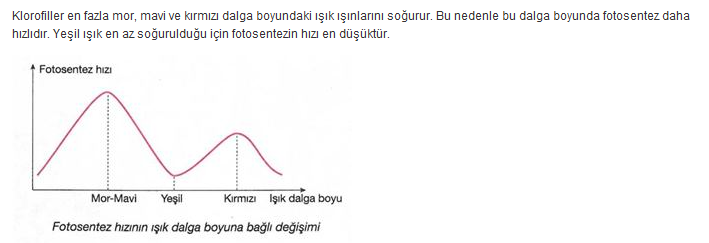 Klorofiller en fazla mor, mavi ve kırmızı dalga boyundaki ışık ışınlarını soğurur. Bu nedenle bu dalga boyunda fotosentez daha
hızlıdır. Yeşil ışık en az soğurulduğu için fotosentezin hızı en düşüktür.
Fotosentez hızı
Mor-Mavi Yeşil Kırmızı Işık dalga boyu
Fotosentez hızının ışık dalga boyuna bağlı değişimi